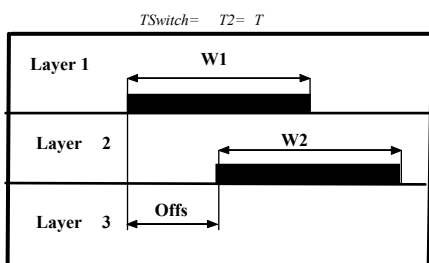 TSwitch= T2= T
Layer 1
W1
Layer 2
W2
Offs
Layer 3